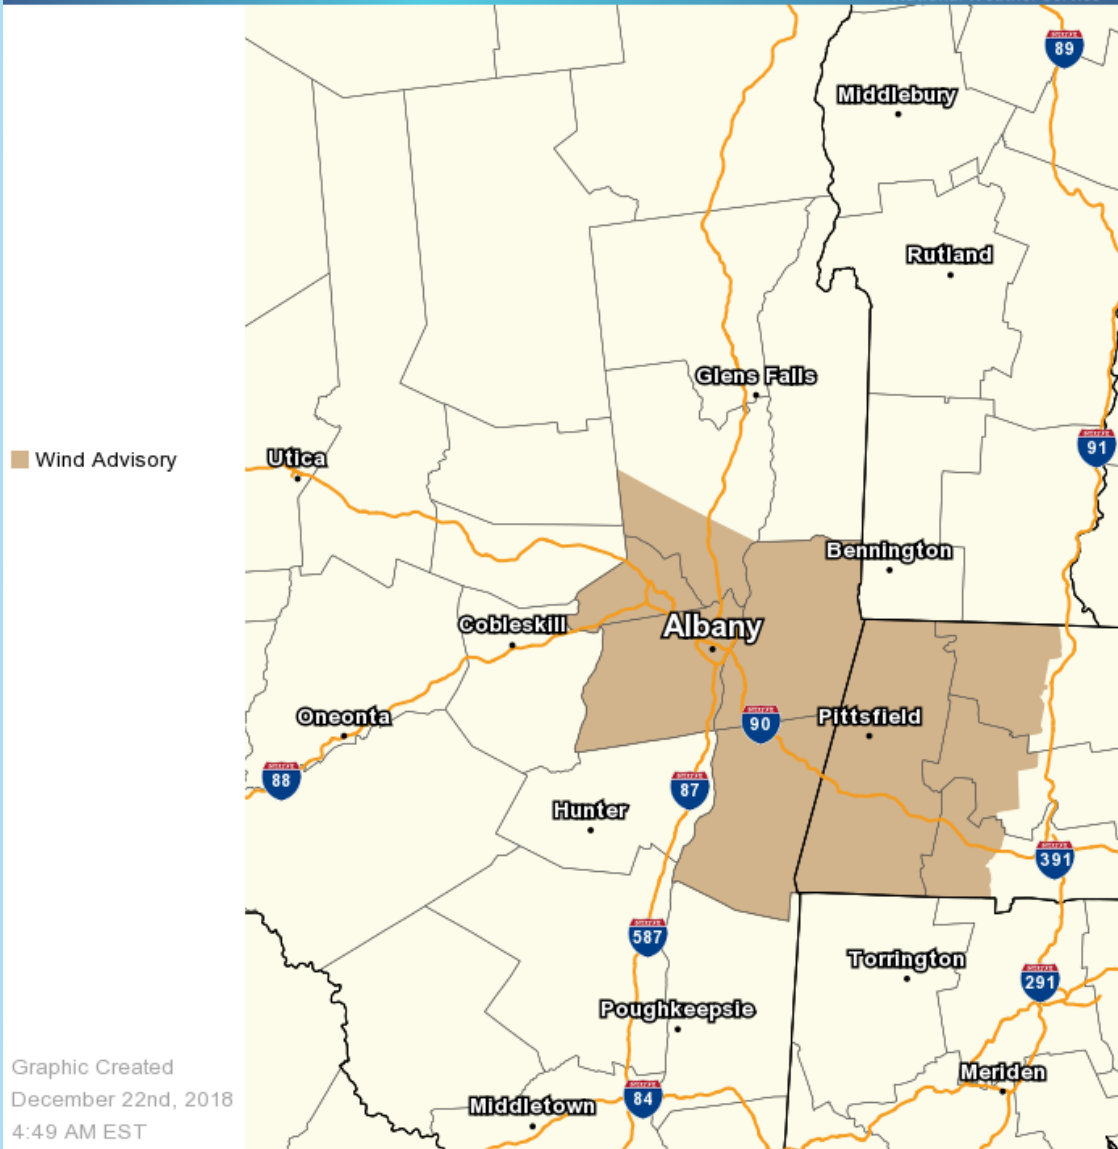 89
Middlebury
Rutland
Glens Falls
91
Wind Advisory
Utica
Bennington
Cobleskill
Albany
Oneonta
90
Pittsfield
88
87
Hunter
391
587
Torrington
291
Poughkeepsie
Graphic Created
December 22nd, 2018
4:49 AM EST
Meriden
84
Middletown